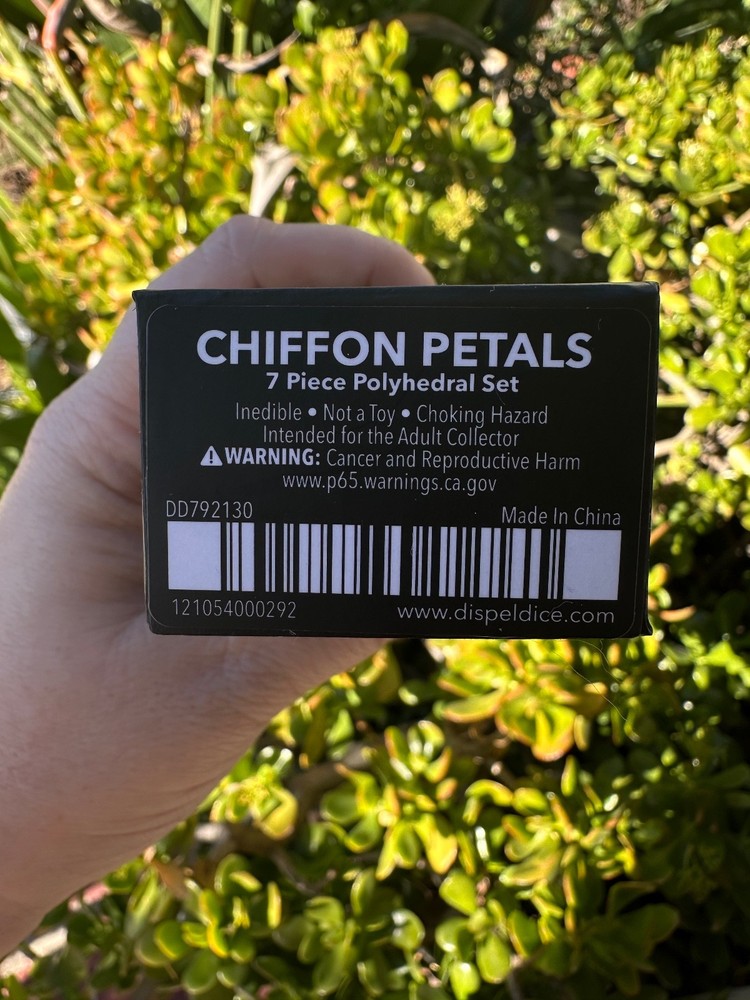 CHIFFON PETALS
7 Piece Polyhedral Set
Inedible • Not a Toy • Choking Hazard
Intended for the Adult Collector
⚠WARNING: Cancer and Reproductive Harm
www.p65.warnings.ca.gov
DD792130 Made In China
121054000292 www.dispeldice.com